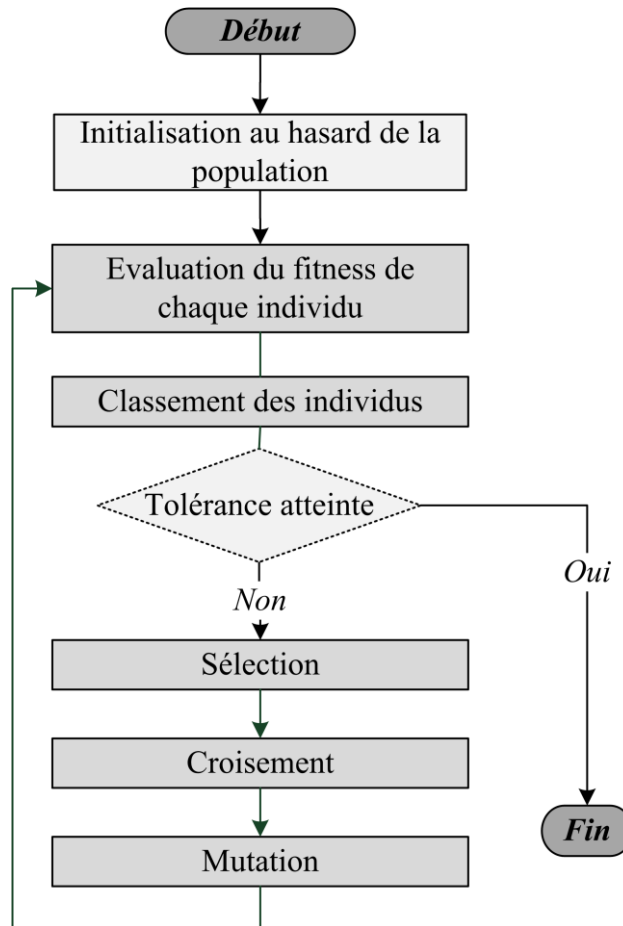 Début
Initialisation au hasard de la
population
Evaluation du fitness de
chaque individu
Classement des individus
Tolérance atteinte
Oui
Non
Sélection
Croisement
Mutation
Fin